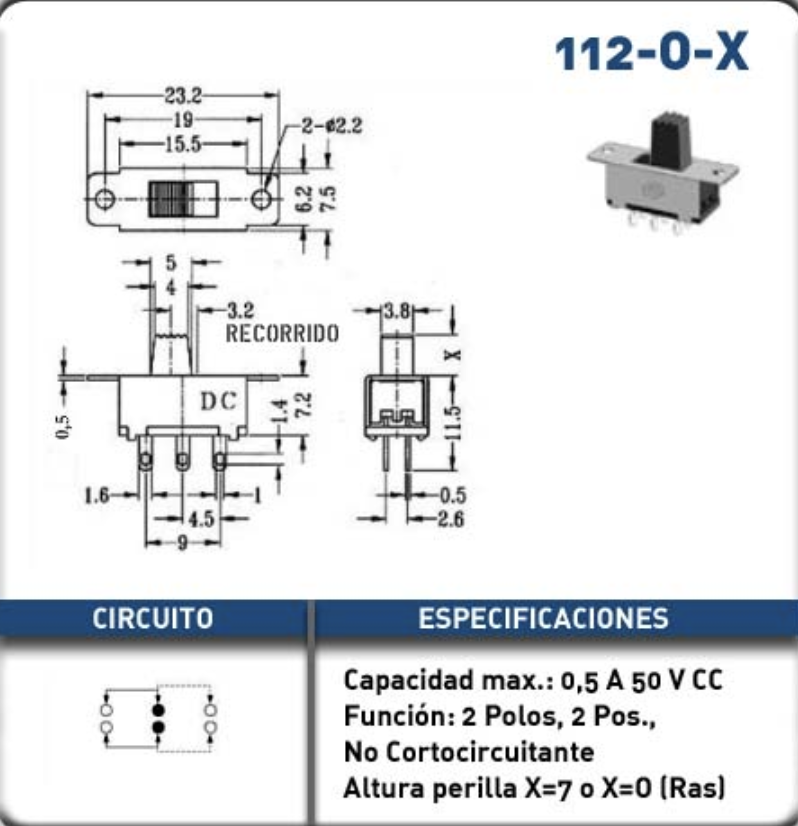 112-0-X
23.2
19
2-ø2.2
15.5
6.2
7.5
5
4
3.2
RECORRIDO
3.8
X
DC
0,5
1.4
7.2
11.5
1.6
1
0.5
4.5
2.6
9
CIRCUITO
ESPECIFICACIONES
Capacidad max.: 0,5 A 50 V CC
Función: 2 Polos, 2 Pos.,
No Cortocircuitante
Altura perilla X=7 o X=0 (Ras)